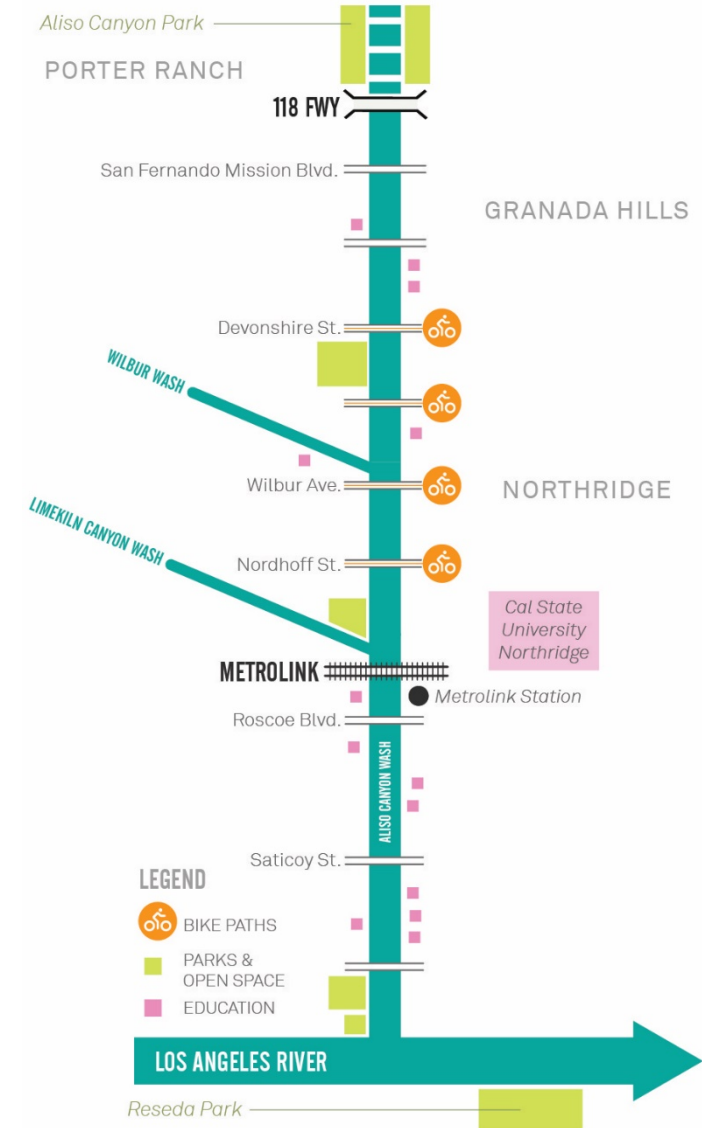 Aliso Canyon Park
PORTER RANCH
118 FWY
San Fernando Mission Blvd.
GRANADA HILLS
Devonshire St.
WILBUR WASH
Wilbur Ave.
NORTHRIDGE
LIMEKILN CANYON WASH
Nordhoff St.
Cal State
University
Northridge
METROLINK
Metrolink Station
Roscoe Blvd.
ALISO CANYON WASH
Saticoy St.
LEGEND
BIKE PATHS
PARKS &
OPEN SPACE
EDUCATION
LOS ANGELES RIVER
Reseda Park